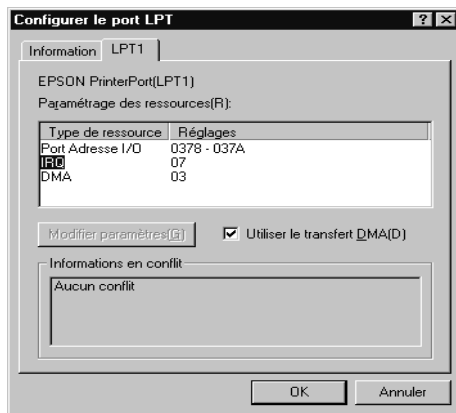 Configurer le port LPT
Information LPT1
EPSON PrinterPort(LPT1)
Paramétrage des ressources(R):
Type de ressource Réglages
Port Adresse I/O 0378 - 037A
IRQ 07
DMA 03
Modifier paramètres(G) Utiliser le transfert DMA(D)
Informations en conflit
Aucun conflit
OK Annuler